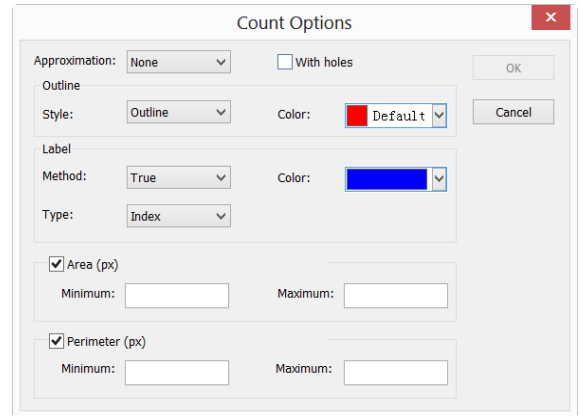 Count Options
Approximation: None With holes OK
Outline
Style: Outline Color: Default Cancel
Label
Method: True Color:
Type: Index
Area (px)
Minimum: Maximum:
Perimeter (px)
Minimum: Maximum: